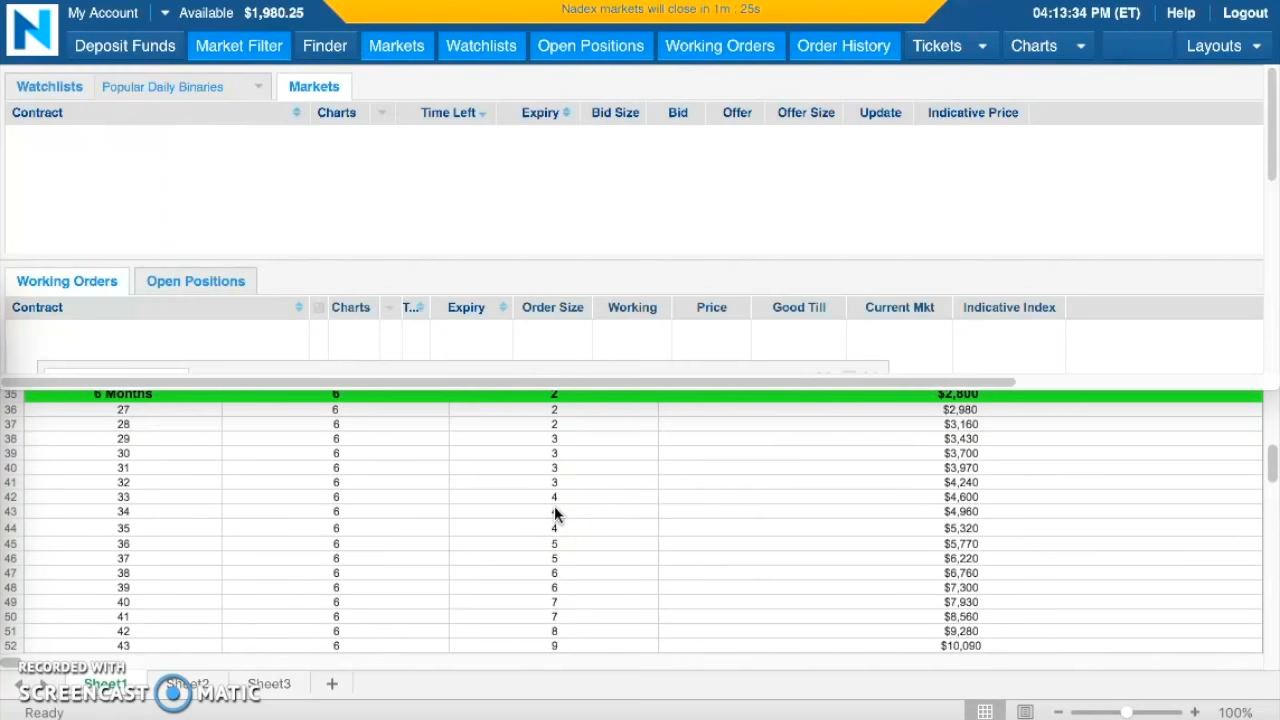 Nadex markets will close in 1m : 25s
My Account Available $1,980.25 04:13:34 PM (ET) Help Logout
N
Deposit Funds Market Filter Finder Markets Watchlists Open Positions Working Orders Order History Tickets Charts Layouts
Watchlists Popular Daily Binaries Markets
Contract Charts Time Left Expiry Bid Size Bid Offer Offer Size Update Indicative Price
Working Orders Open Positions
Contract Charts T... Expiry Order Size Working Price Good Till Current Mkt Indicative Index
35 6 Months 6 2 $2,800
36 27 6 2 $2,980
37 28 6 2 $3,160
38 29 6 3 $3,430
39 30 6 3 $3,700
40 31 6 3 $3,970
41 32 6 3 $4,240
42 33 6 4 $4,600
43 34 6 $4,960
44 35 6 4 $5,320
45 36 6 5 $5,770
46 37 6 5 $6,220
47 38 6 6 $6,760
48 39 6 6 $7,300
49 40 6 7 $7,930
50 41 6 7 $8,560
51 42 6 8 $9,280
52 43 6 9 $10,090
RECORDED WITH
SCREENCAST MATIC
Sheet1 Sheet2 Sheet3 +
Ready 100%